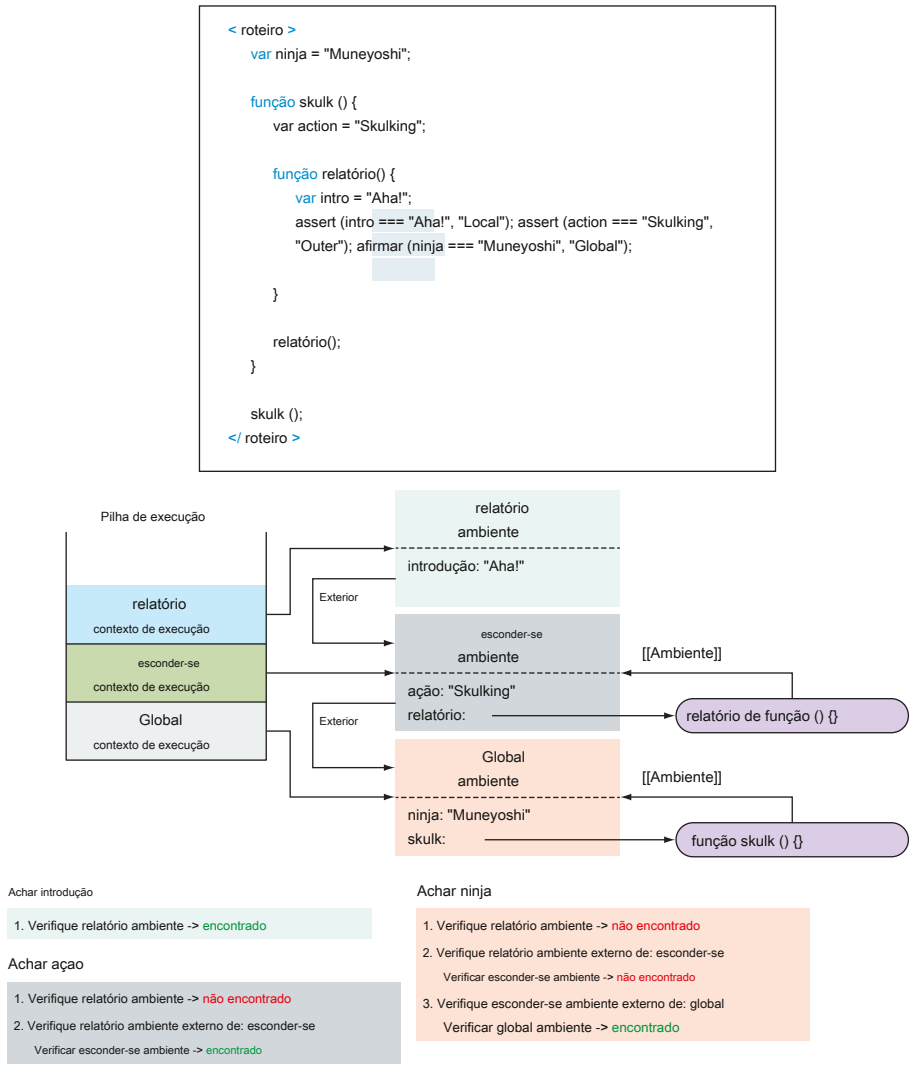 < roteiro >
var ninja = "Muneyoshi";
função skulk () {
var action = "Skulking";
função relatório() {
var intro = "Aha!";
assert (intro === "Aha!", "Local"); assert (action === "Skulking",
"Outer"); afirmar (ninja === "Muneyoshi", "Global");
}
relatório();
}
skulk ();
</ roteiro >
Pilha de execução
relatório
contexto de execução
esconder-se
contexto de execução
Global
contexto de execução
relatório
ambiente
introdução: "Aha!"
Exterior
esconder-se
ambiente
ação: "Skulking"
relatório:
[[Ambiente]]
relatório de função () {}
Exterior
Global
ambiente
ninja: "Muneyoshi"
skulk:
[[Ambiente]]
função skulk () {}
Achar introdução
1. Verifique relatório ambiente -> encontrado
Achar açao
1. Verifique relatório ambiente -> não encontrado
2. Verifique relatório ambiente externo de: esconder-se
Verificar esconder-se ambiente -> encontrado
Achar ninja
1. Verifique relatório ambiente -> não encontrado
2. Verifique relatório ambiente externo de: esconder-se
Verificar esconder-se ambiente -> não encontrado
3. Verifique esconder-se ambiente externo de: global
Verificar global ambiente -> encontrado